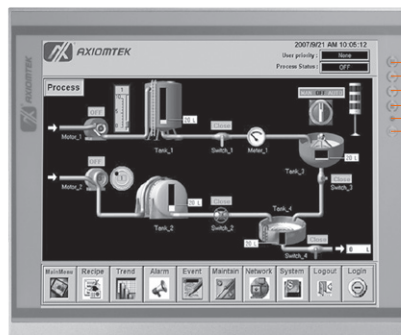 AXIOMTEK
2007/9/21 AM 10:05:12
User priority : None
Process Status : OFF
AXIOMTEK
Process
OFF
OFF
Motor_1
20 L
Tank_1
Close
Switch_1
Motor_1
Tank_3
20 L
OFF
Motor_2
Close
Switch_3
Tank_2
20 L
Close
Switch_2
Tank_4
20 L
Close
Switch_4
0 L
MainMenu
Recipe
Trend
Alarm
Event
Maintain
Network
System
Logout
Login